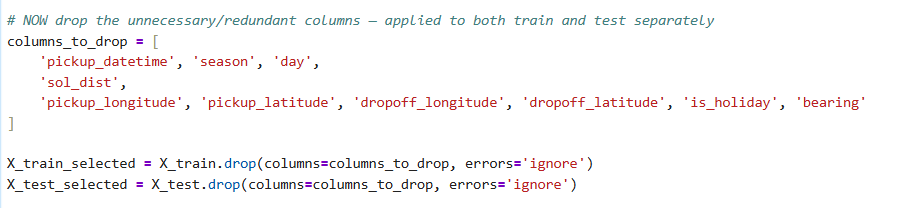 # NOW drop the unnecessary/redundant columns — applied to both train and test separately
columns_to_drop = [
    'pickup_datetime', 'season', 'day',
    'sol_dist',
    'pickup_longitude', 'pickup_latitude', 'dropoff_longitude', 'dropoff_latitude', 'is_holiday', 'bearing'
]
X_train_selected = X_train.drop(columns=columns_to_drop, errors='ignore')
X_test_selected = X_test.drop(columns=columns_to_drop, errors='ignore')